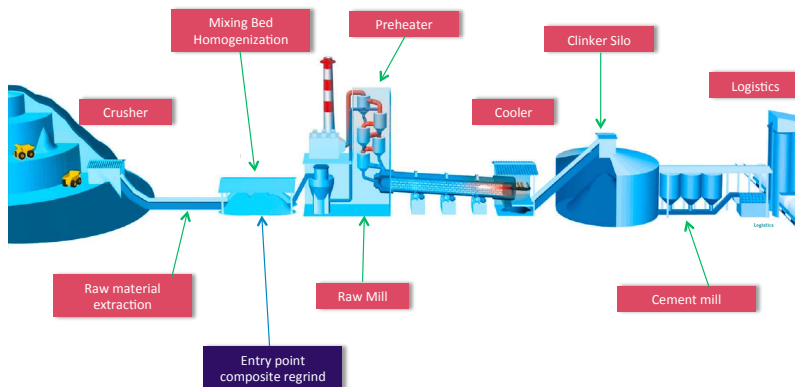 Mixing Bed
Homogenization
Preheater
Clinker Silo
Crusher
Cooler
Logistics
Logistics
Raw material
extraction
Raw Mill
Cement mill
Entry point
composite regrind